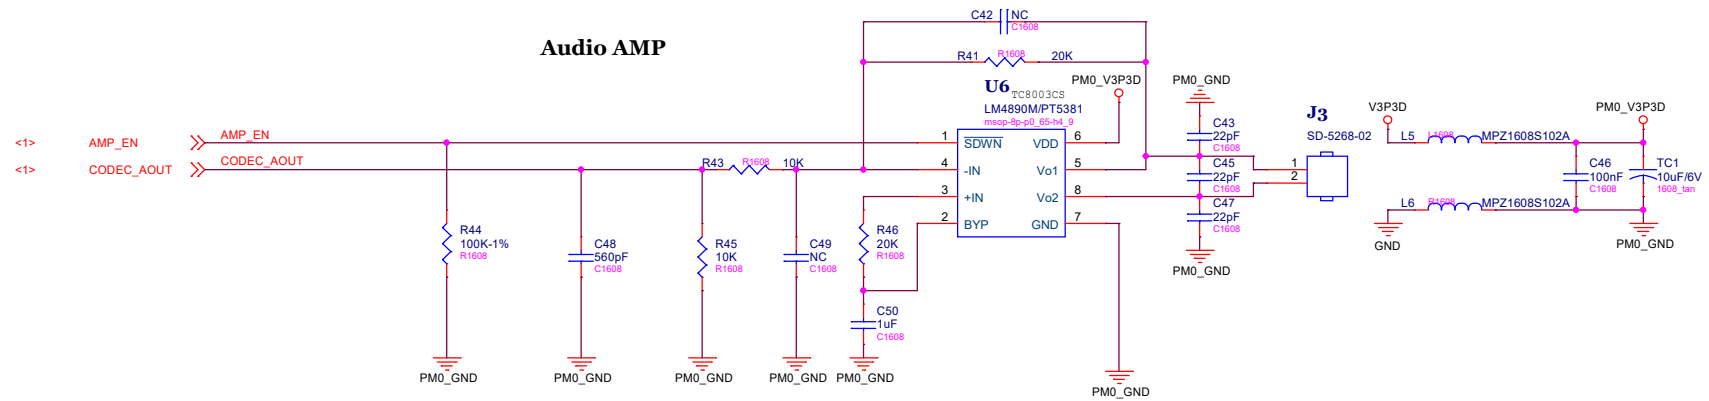 Audio AMP
C42 NC
C1608
R41 R1608 20K
U6 TC8003CS
LM4890M/PT5381
msop-8p-p0_65-h4_9
PM0_V3P3D
PM0_GND
<1> AMP_EN AMP_EN
<1> CODEC_AOUT CODEC_AOUT
R43 R1608 10K
1 SDWN VDD 6
4 -IN Vo1 5
3 +IN Vo2 8
2 BYP GND 7
C43
22pF
C1608
C45
22pF
C1608
C47
22pF
C1608
PM0_GND
J3
SD-5268-02
1
2
V3P3D
PM0_V3P3D
L5 L1608 MPZ1608S102A
C46
100nF
C1608
TC1
10uF/6V
1608_tan
L6 R1608 MPZ1608S102A
GND
PM0_GND
R44
100K-1%
R1608
C48
560pF
C1608
R45
10K
R1608
C49
NC
C1608
R46
20K
R1608
C50
1uF
C1608
PM0_GND
PM0_GND
PM0_GND
PM0_GND
PM0_GND
PM0_GND